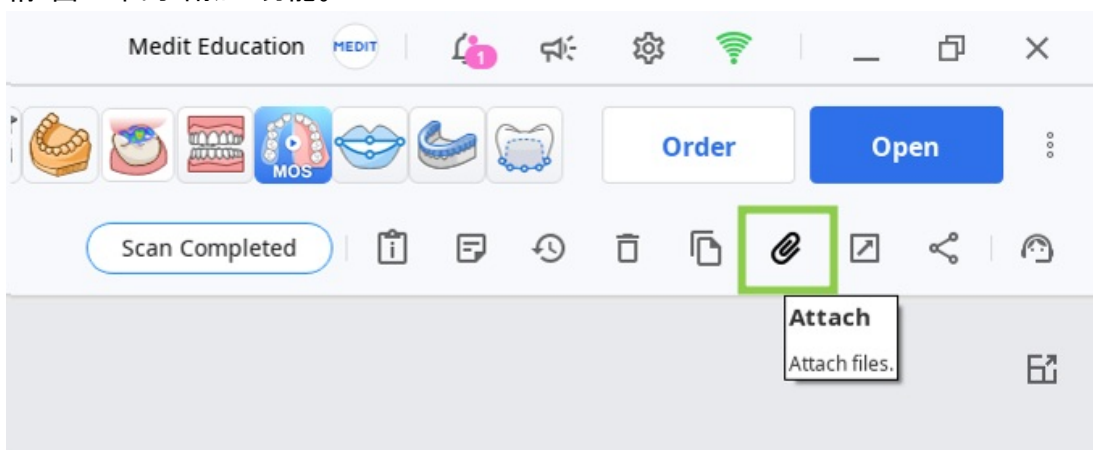 Medit Education MEDIT 1
MOS Order Open
Scan Completed
Attach
Attach files.